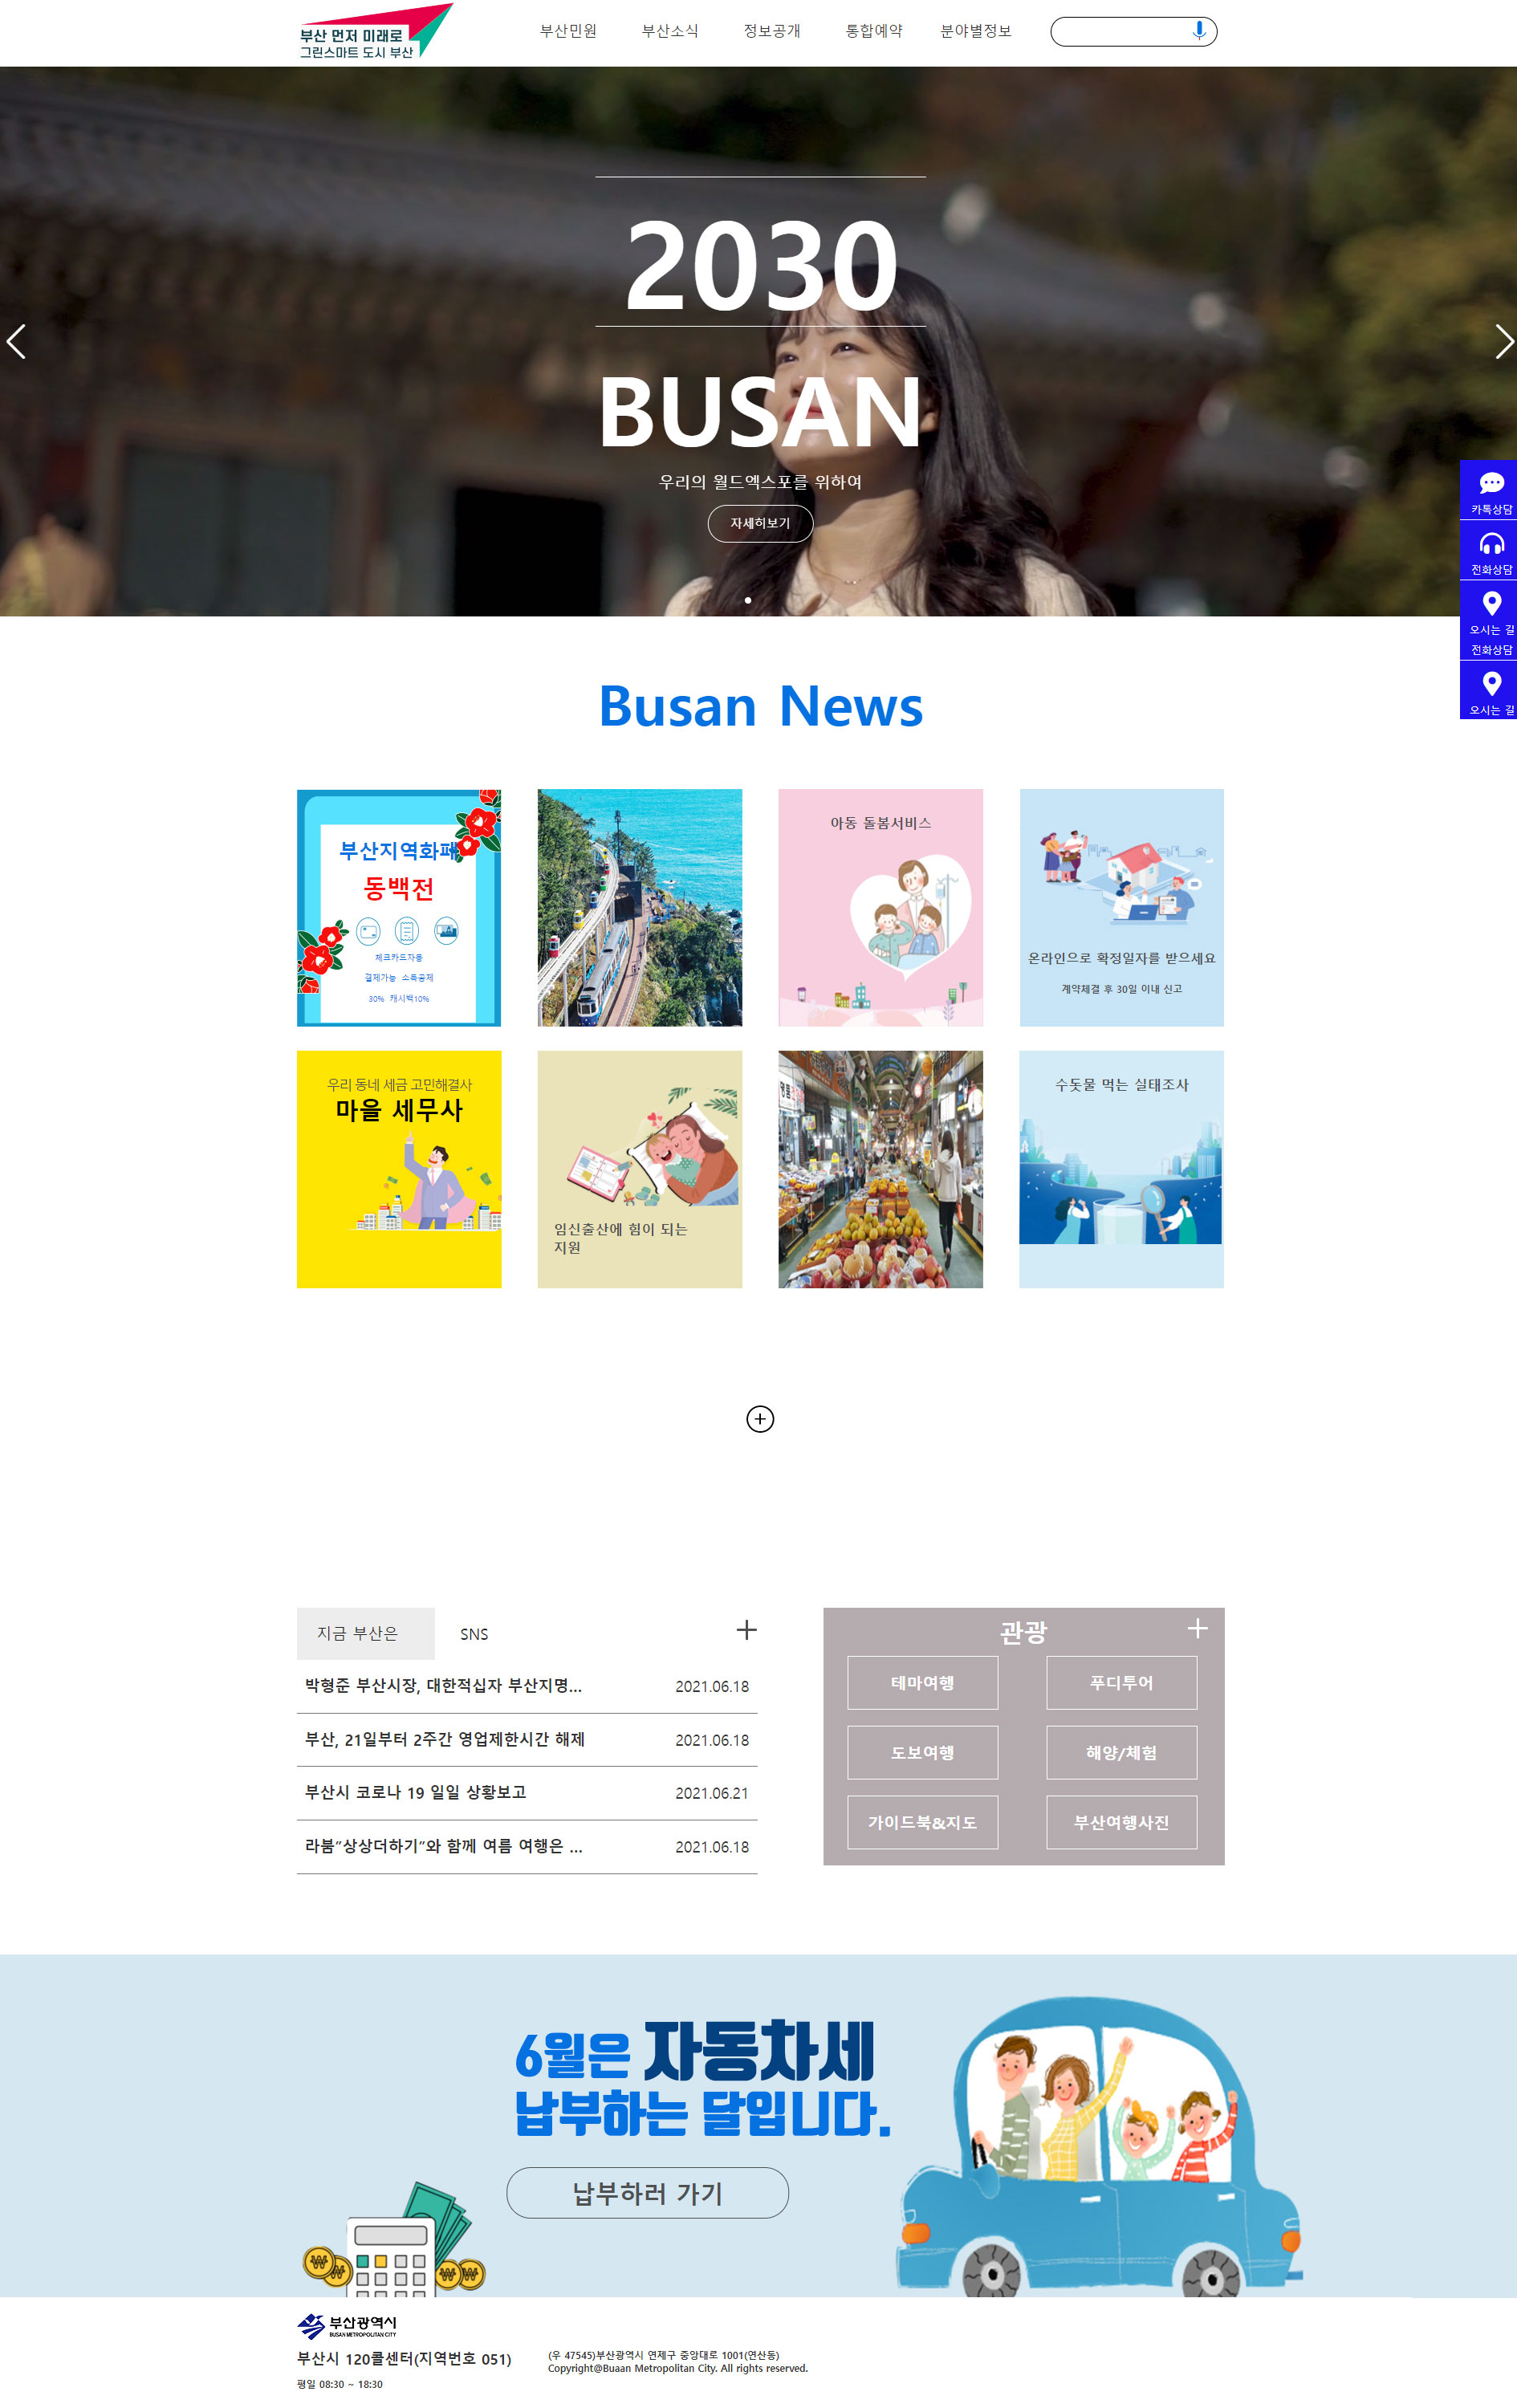 부산 먼저 미래로
그린스마트 도시 부산
부산민원 부산소식 정보공개 통합예약 분야별정보
2030
BUSAN
우리의 월드엑스포를 위하여
자세히보기
카톡상담
전화상담
오시는 길
전화상담
오시는 길
Busan News
부산지역화폐
동백전
체크카드자롱
결제가능 소득공제
30% 캐시백10%
아동 돌봄서비스
온라인으로 확정일자를 받으세요
계약체결 후 30일 이내 신고
우리 동네 세금 고민해결사
마을 세무사
임신출산에 힘이 되는
지원
수돗물 먹는 실태조사
지금 부산은 SNS
박형준 부산시장, 대한적십자 부산지명... 2021.06.18
부산, 21일부터 2주간 영업제한시간 해제 2021.06.18
부산시 코로나 19 일일 상황보고 2021.06.21
라붐"상상더하기"와 함께 여름 여행은 ... 2021.06.18
관광
테마여행 푸디투어
도보여행 해양/체험
가이드북&지도 부산여행사진
6월은 자동차세
납부하는 달입니다.
납부하러 가기
부산광역시
BUSAN METROPOLITAN CITY
부산시 120콜센터(지역번호 051)
평일 08:30 ~ 18:30
(우 47545)부산광역시 연제구 중앙대로 1001(연산동)
Copyright@Buaan Metropolitan City. All rights reserved.